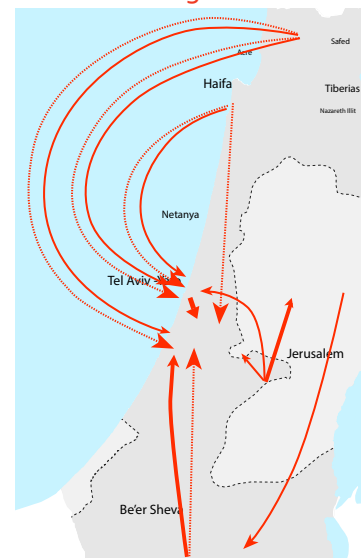 Safed
Acre
Haifa
Tiberias
Nazareth Illit
Netanya
Tel Aviv
Jerusalem
Be'er Sheva